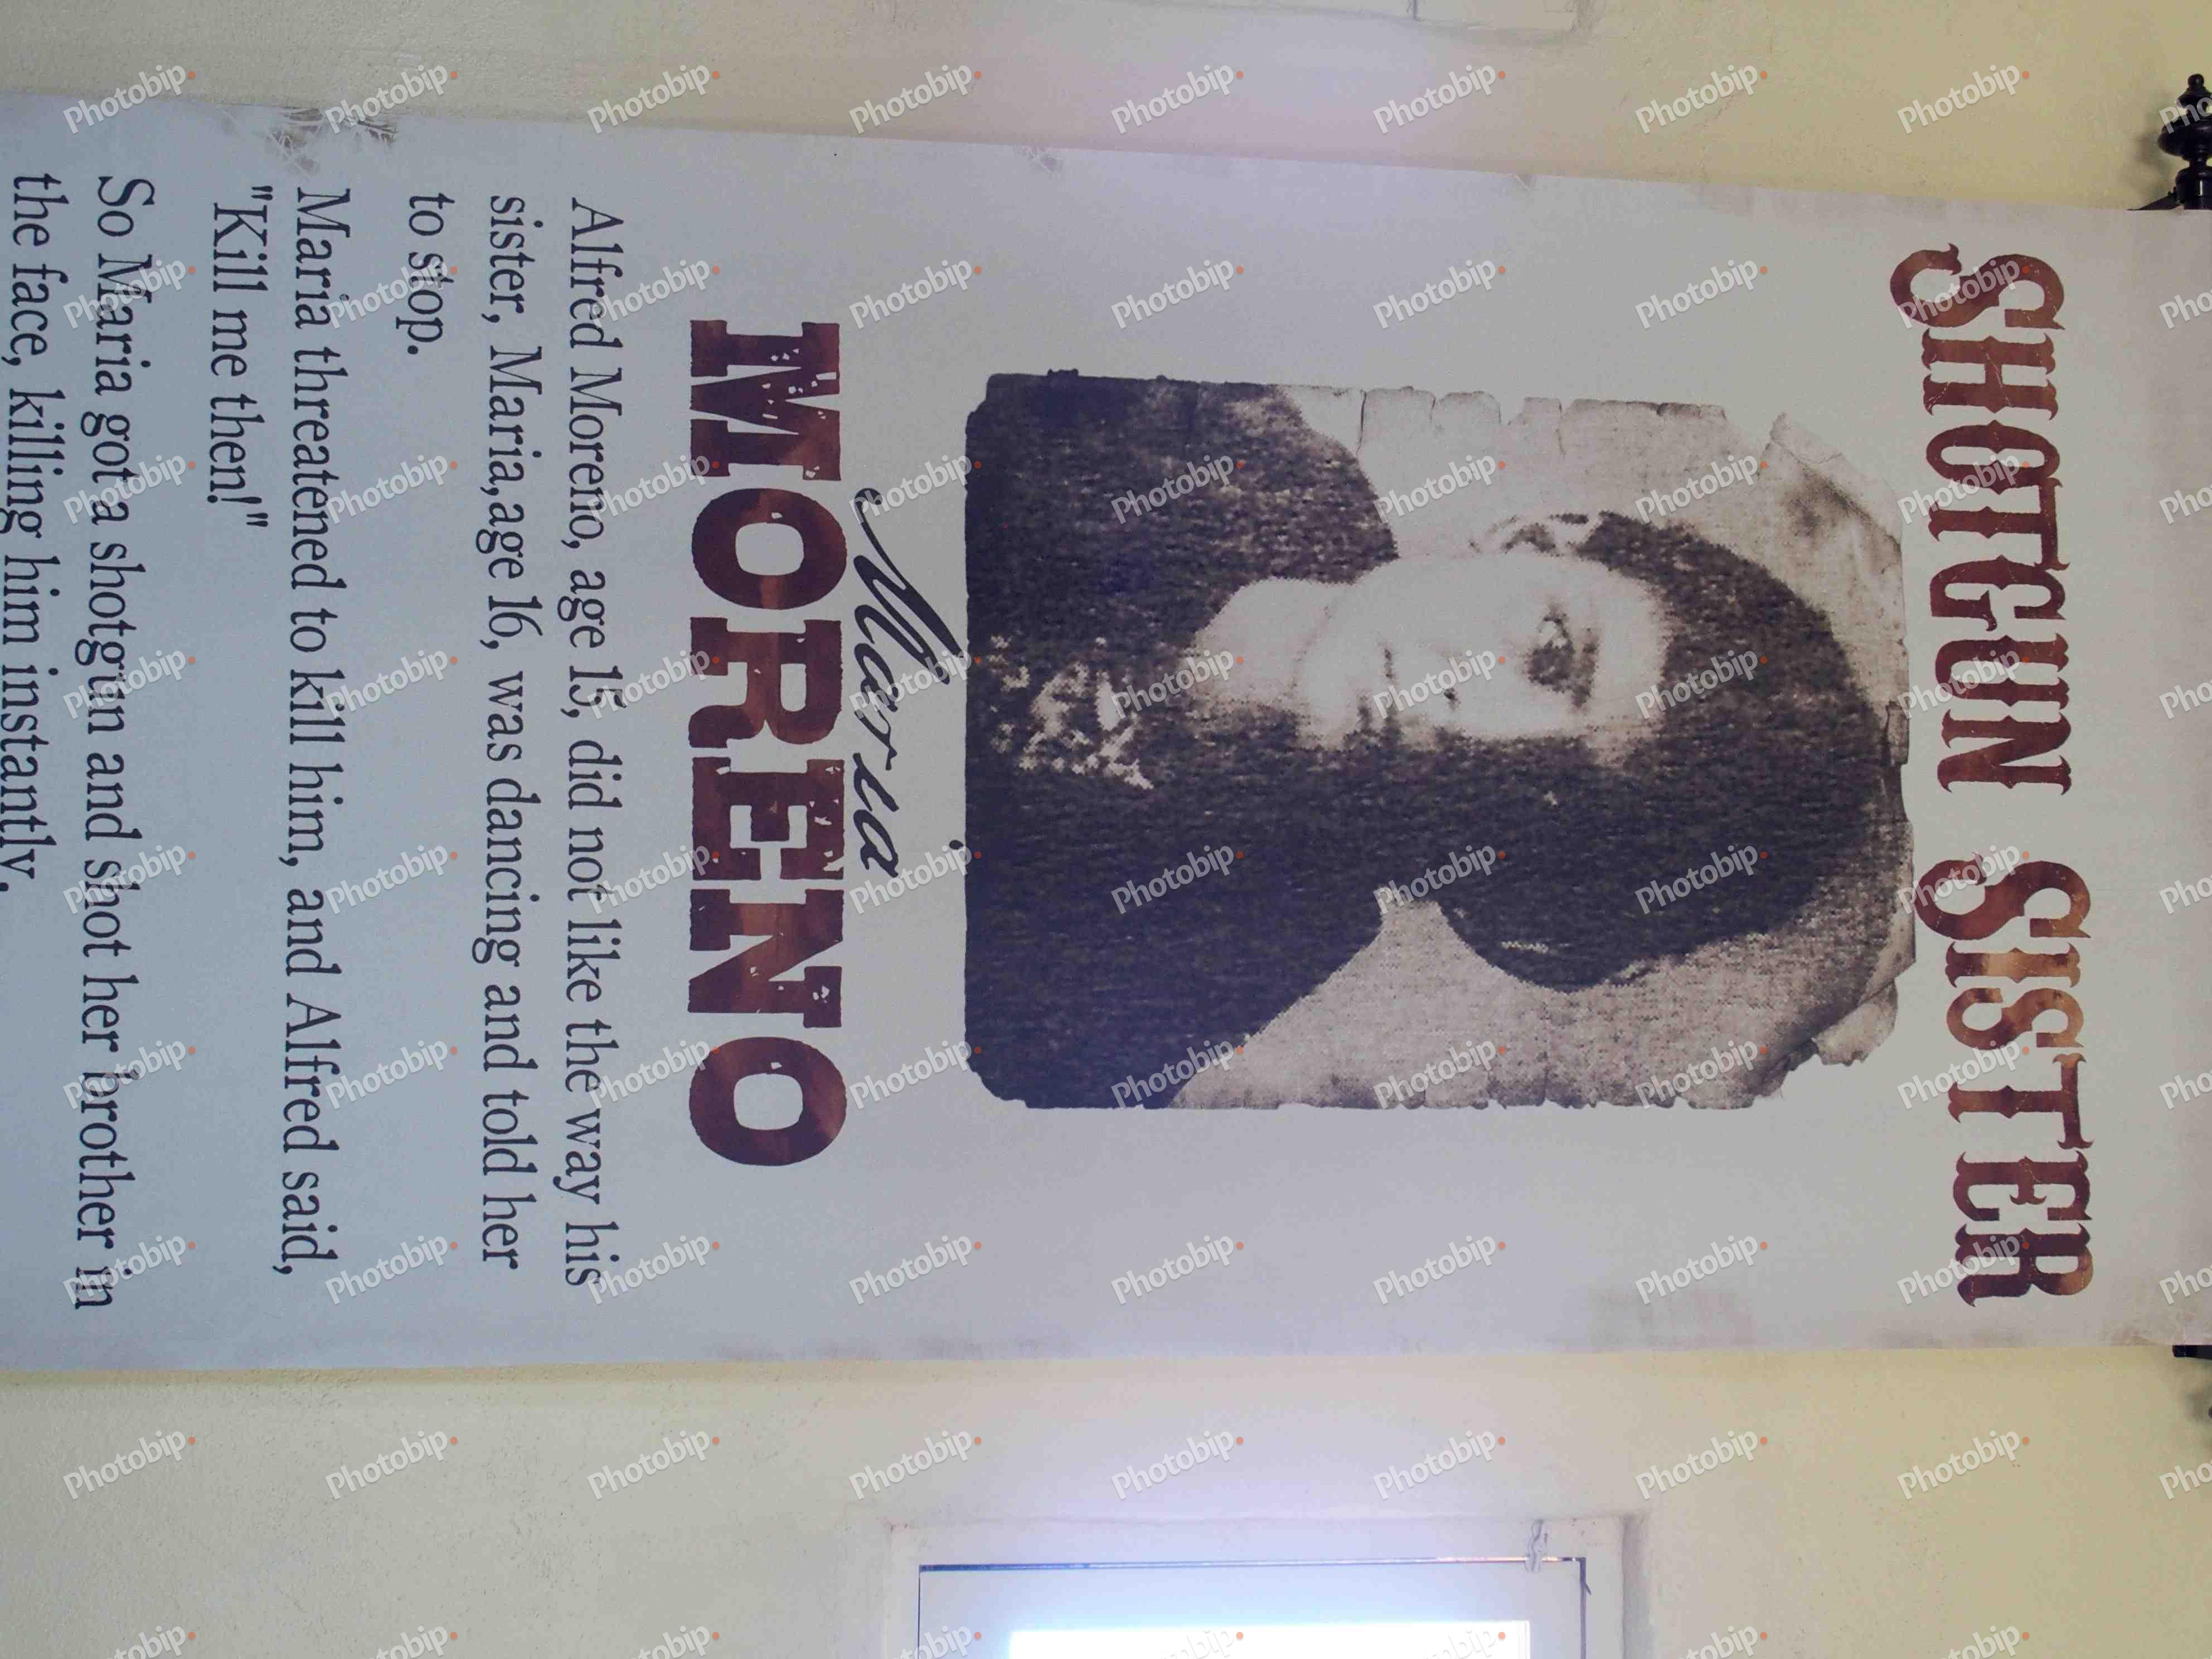 SHOTGUN SISTER
Maria
MORENO
Alfred Moreno, age 15, did not like the way his
sister, Maria,age 16, was dancing and told her
to stop.
Maria threatened to kill him, and Alfred said,
"Kill me then!"
So Maria got a shotgun and shot her brother in
the face, killing him instantly.
Photobip